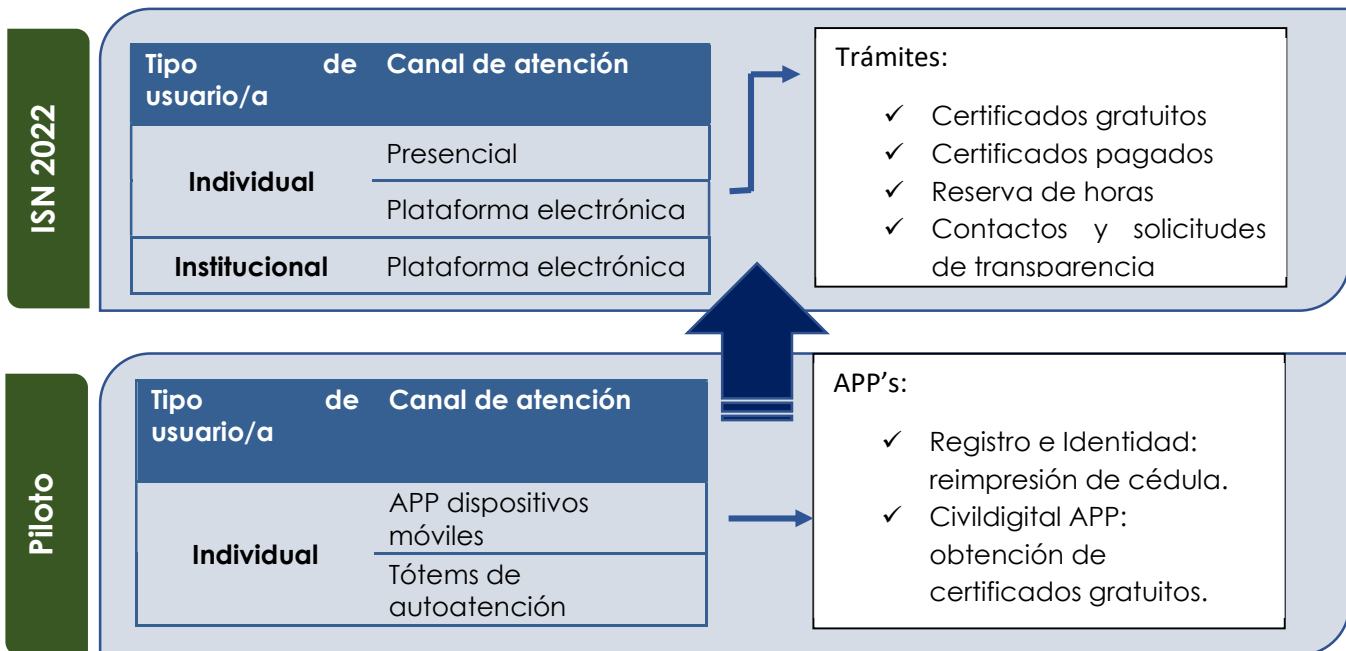 ISN 2022
Tipo de Canal de atención
usuario/a
Individual
Presencial
Plataforma electrónica
Institucional Plataforma electrónica
Trámites:
✓ Certificados gratuitos
✓ Certificados pagados
✓ Reserva de horas
✓ Contactos y solicitudes
de transparencia
Piloto
Tipo de Canal de atención
usuario/a
Individual
APP dispositivos
móviles
Tótems de
autoatención
APP's:
✓ Registro e Identidad:
reimpresión de cédula.
✓ Civildigital APP:
obtención de
certificados gratuitos.